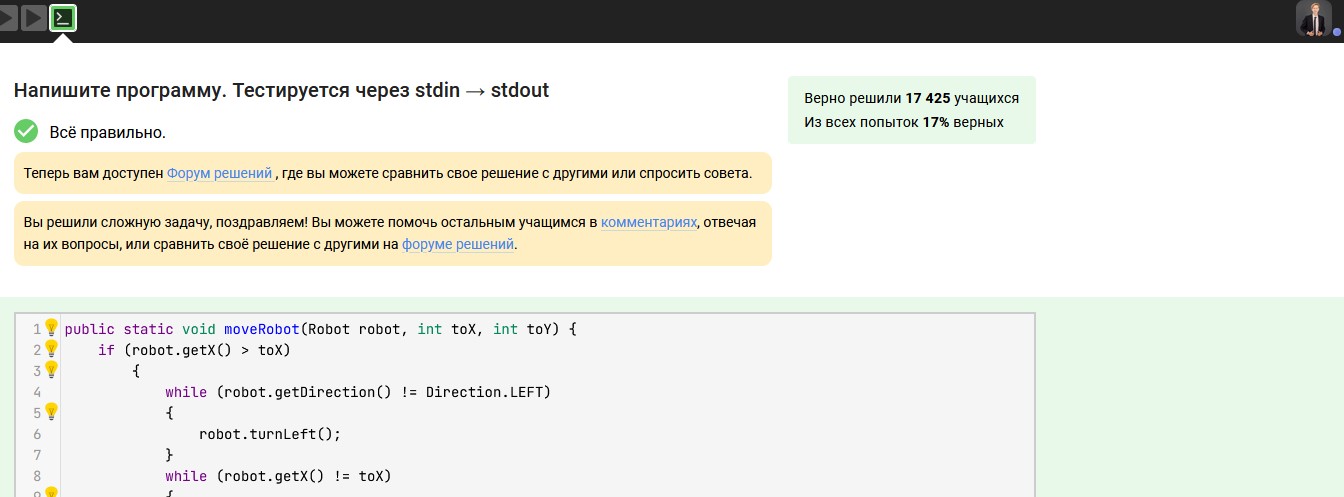 Напишите программу. Тестируется через stdin → stdout
Верно решили 17 425 учащихся
Из всех попыток 17% верных
Всё правильно.
Теперь вам доступен Форум решений , где вы можете сравнить свое решение с другими или спросить совета.
Вы решили сложную задачу, поздравляем! Вы можете помочь остальным учащимся в комментариях, отвечая
на их вопросы, или сравнить своё решение с другими на форуме решений.
1 public static void moveRobot(Robot robot, int toX, int toY) {
2 if (robot.getX() > toX)
3 {
4 while (robot.getDirection() != Direction.LEFT)
5 {
6 robot.turnLeft();
7 }
8 while (robot.getX() != toX)
9 {